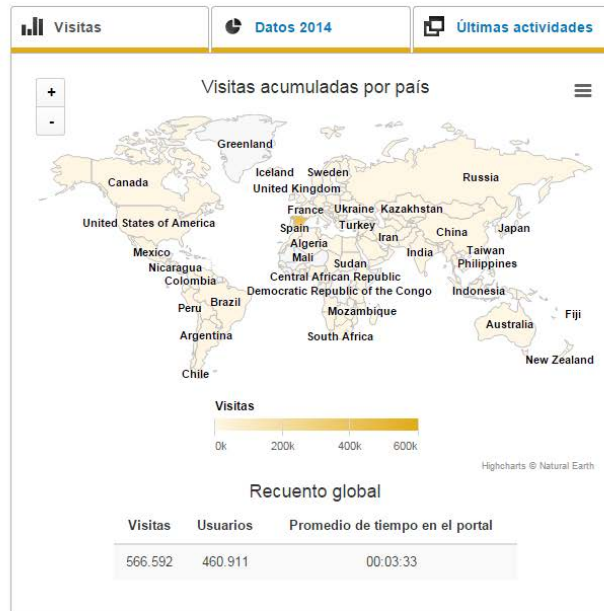 Visitas Datos 2014 Últimas actividades
Visitas acumuladas por país
+
-
Greenland
Iceland Sweden
Canada Russia
United Kingdom
France Ukraine Kazakhstan
United States of America Spain Turkey China Japan
Algeria Iran
Mexico Mali India Taiwan
Nicaragua Sudan Philippines
Colombia Central African Republic
Democratic Republic of the Congo Indonesia
Peru Brazil Mozambique Fiji
Australia
Argentina South Africa
New Zealand
Chile
Visitas
0k 200k 400k 600k
Highcharts © Natural Earth
Recuento global
Visitas Usuarios Promedio de tiempo en el portal
566.592 460.911 00:03:33